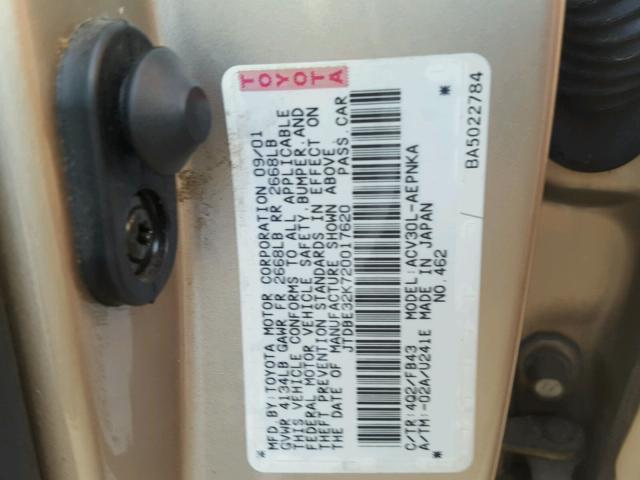 TOYOTA
MFD. BY: TOYOTA MOTOR CORPORATION 09/01
GVWR 4134LB GAWR FR 2668LB RR 2668LB
THIS VEHICLE CONFORMS TO ALL APPLICABLE
FEDERAL MOTOR VEHICLE SAFETY, BUMPER, AND
THEFT PREVENTION STANDARDS IN EFFECT ON
THE DATE OF MANUFACTURE SHOWN ABOVE.
JTDBE32K720017620 PASS. CAR
* *
C/TR: 4Q2/FB43 MODEL: ACV30L-AEPNKA
A/TM: -02A/U241E MADE IN JAPAN
NO. 462
/ BA5022784